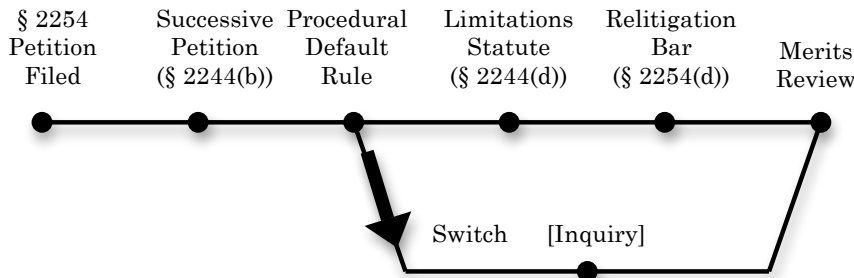 § 2254
Petition
Filed
Successive
Petition
(§ 2244(b))
Procedural
Default
Rule
Limitations
Statute
(§ 2244(d))
Relitigation
Bar
(§ 2254(d))
Merits
Review
Switch [Inquiry]